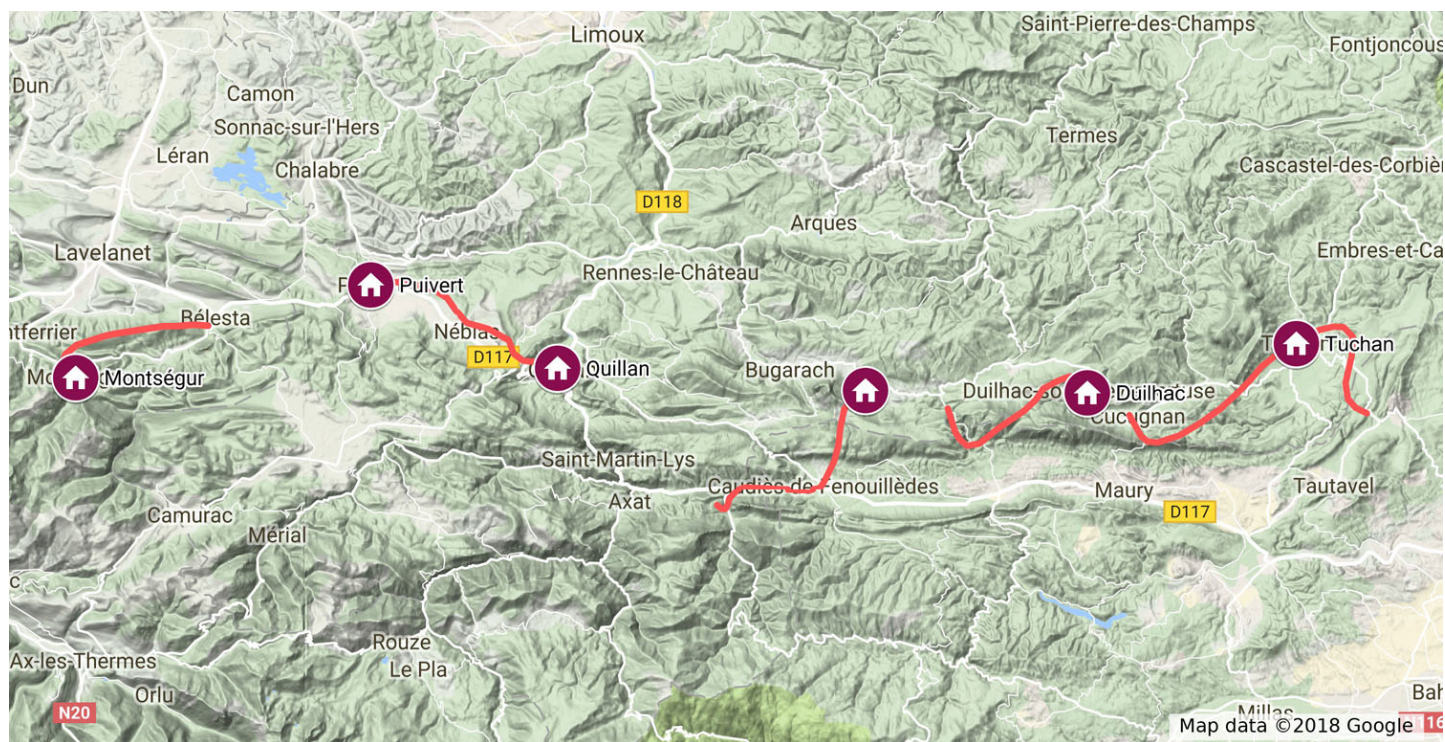 Limoux
Saint-Pierre-des-Champs
Fontjoncous
Dun
Camon
Sonnac-sur-l'Hers
Termes
Léran
Chalabre
Cascastel-des-Corbièr
D118
Arques
Lavelanet
Embres-et-Ca
Rennes-le-Château
Puivert
Bélesta
ntferrier
Nébias
D117
Tuchan
Quillan
Bugarach
Montségur
Duilhac
Cucugnan
Saint-Martin-Lys
Caudiès-de-Fenouillèdes
Axat
Maury
Tautavel
D117
Camurac
Mérial
Rouze
Ax-les-Thermes
Le Pla
Orlu
N20
Bah
Millas
Map data ©2018 Google